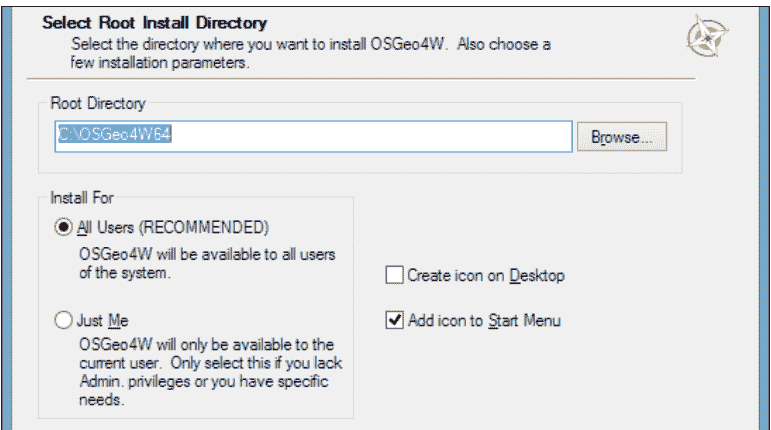 Select Root Install Directory
Select the directory where you want to install OSGeo4W. Also choose a
few installation parameters.
Root Directory
C:\OSGeo4W64
Browse...
Install For
All Users (RECOMMENDED)
OSGeo4W will be available to all users
of the system.
Create icon on Desktop
Just Me
Add icon to Start Menu
OSGeo4W will only be available to the
current user. Only select this if you lack
Admin. privileges or you have specific
needs.